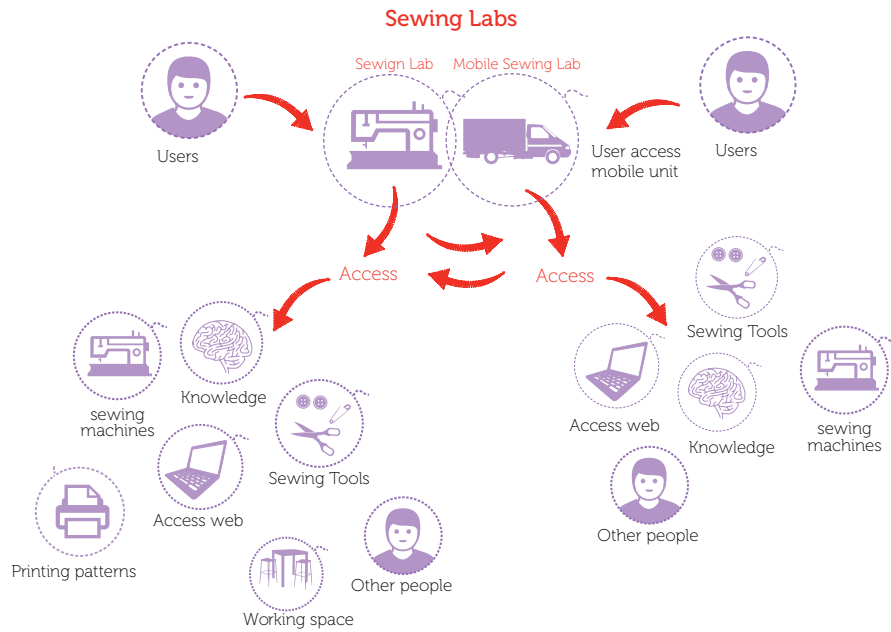 Sewing Labs
Sewign Lab
Mobile Sewing Lab
Users
User access
mobile unit
Users
Access
Access
sewing
machines
Knowledge
Sewing Tools
Access web
Printing patterns
Working space
Other people
Sewing Tools
Access web
Knowledge
sewing
machines
Other people